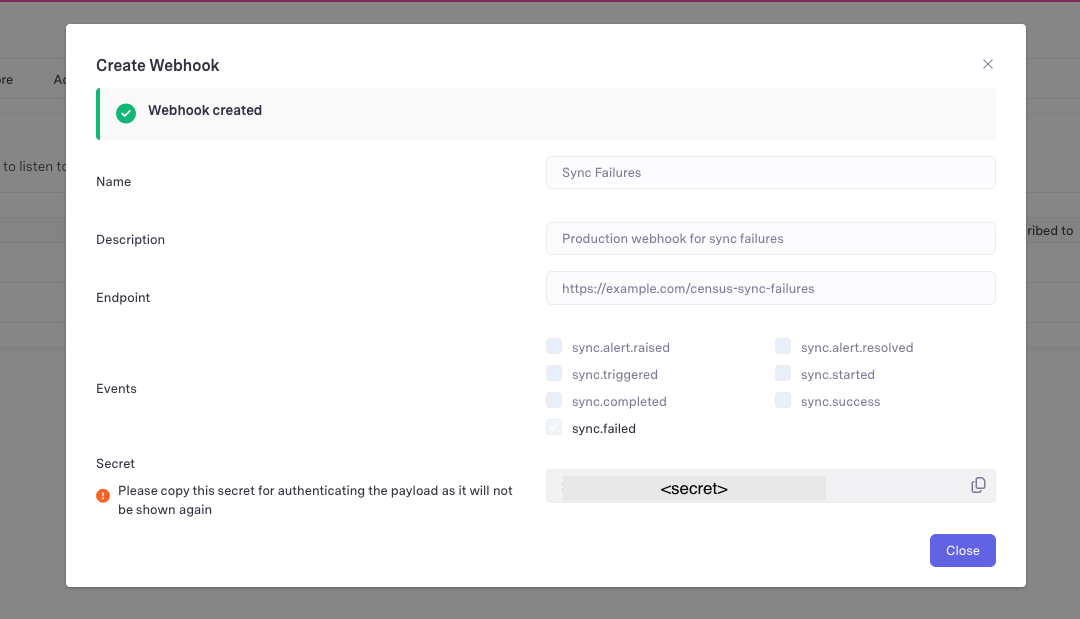 Create Webhook
Webhook created
to listen to
Name
Sync Failures
Description
Production webhook for sync failures
ribed to
Endpoint
https://example.com/census-sync-failures
Events
sync.alert.raised
sync.alert.resolved
sync.triggered
sync.started
sync.completed
sync.success
sync.failed
Secret
Please copy this secret for authenticating the payload as it will not
be shown again
<secret>
Close